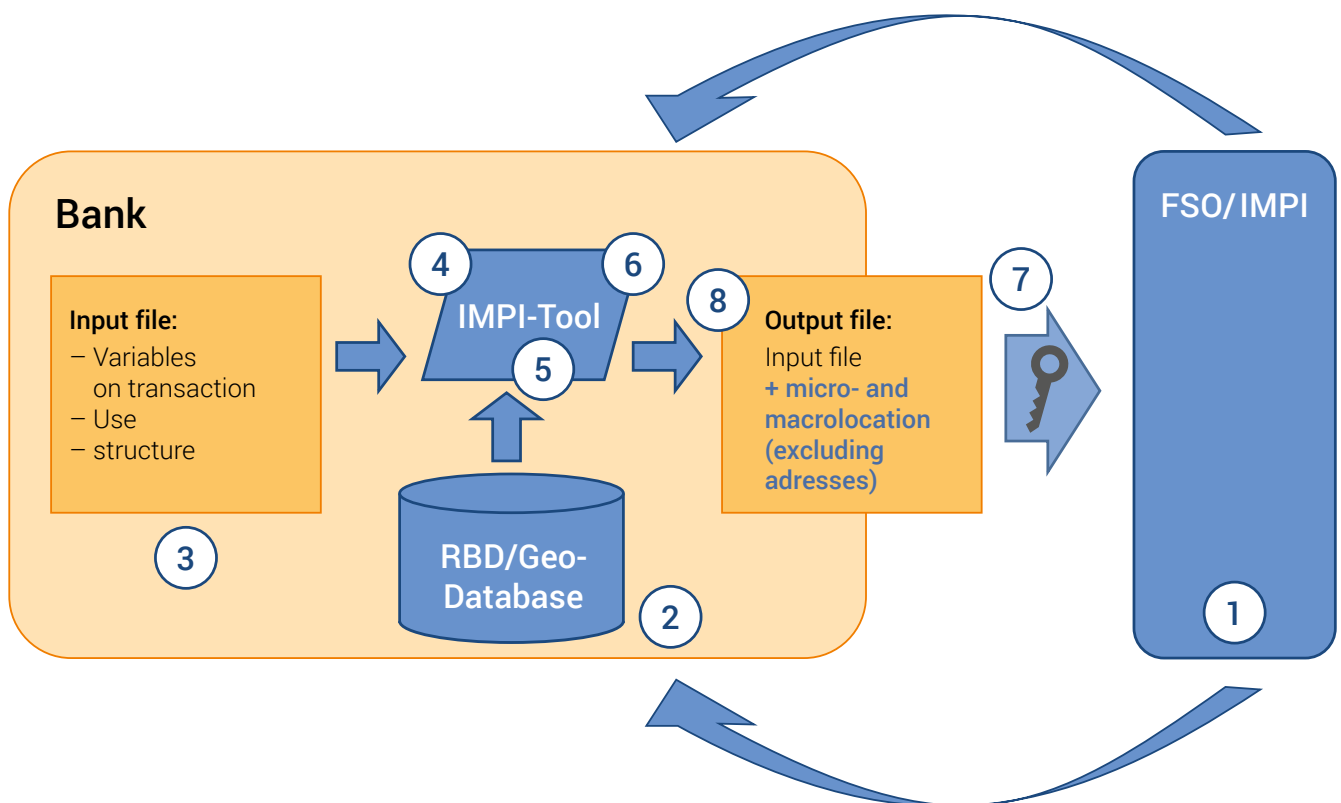 Bank
FSO/IMPI
Input file:
– Variables
on transaction
– Use
– structure
3
4
6
IMPI-Tool
5
RBD/Geo-
Database
2
8
Output file:
Input file
+ micro- and
macrolocation
(excluding
adresses)
7
1